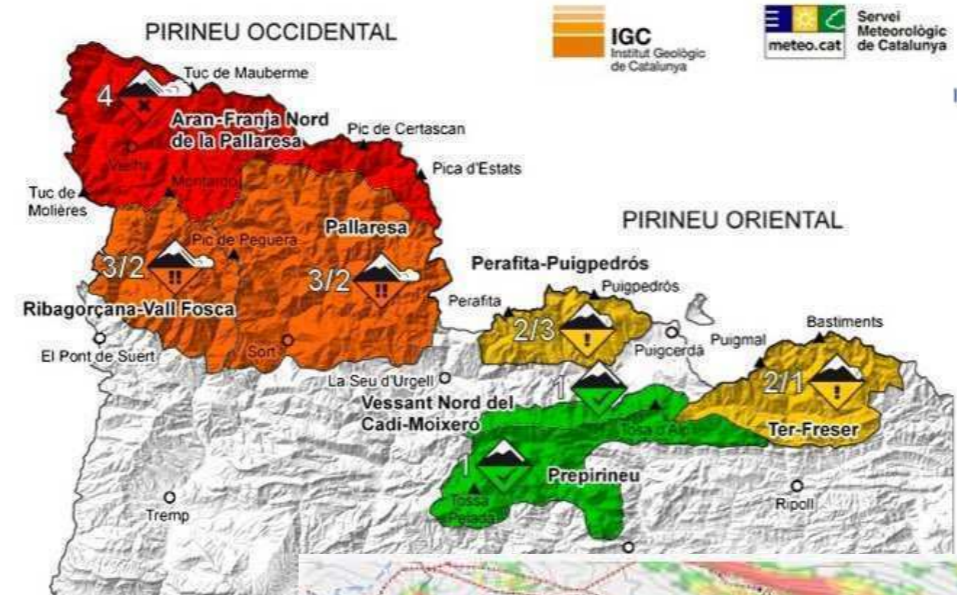 PIRINEU OCCIDENTAL
IGC
Institut Geològic
de Catalunya
meteo.cat
Servei
Meteorològic
de Catalunya
4
Tuc de Mauberme
Aran-Franja Nord
de la Pallaresa
Vielha
Pic de Certascan
Pica d'Estats
Tuc de
Molières
Montardo
Pallaresa
Pic de Peguera
3/2
3/2
Ribagorçana-Vall Fosca
El Pont de Suert
Sort
PIRINEU ORIENTAL
Perafita-Puigpedrós
Perafita
Puigpedrós
2/3
Puigcerdà
Puigmal
Bastiments
2/1
Ter-Freser
La Seu d'Urgell
1
Vessant Nord del
Cadí-Moixeró
Tosa d'Alp
1
Prepirineu
Tossa
Pelada
Tremp
Ripoll